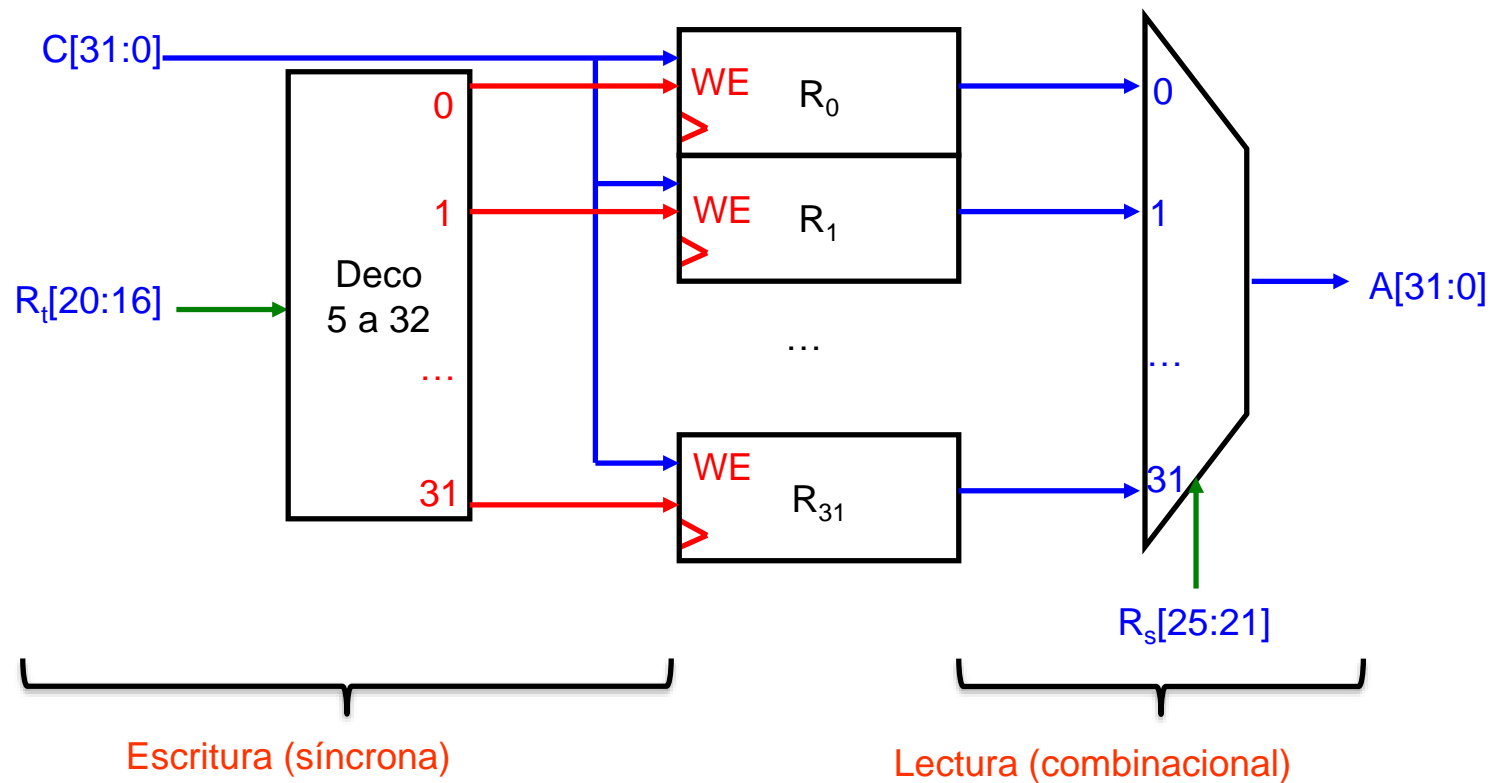 C[31:0]
0
1
Deco
5 a 32
…
31
Rt[20:16]
WE
R0
WE
R1
…
WE
R31
0
1
…
31
A[31:0]
Rs[25:21]
Escritura (síncrona)
Lectura (combinacional)